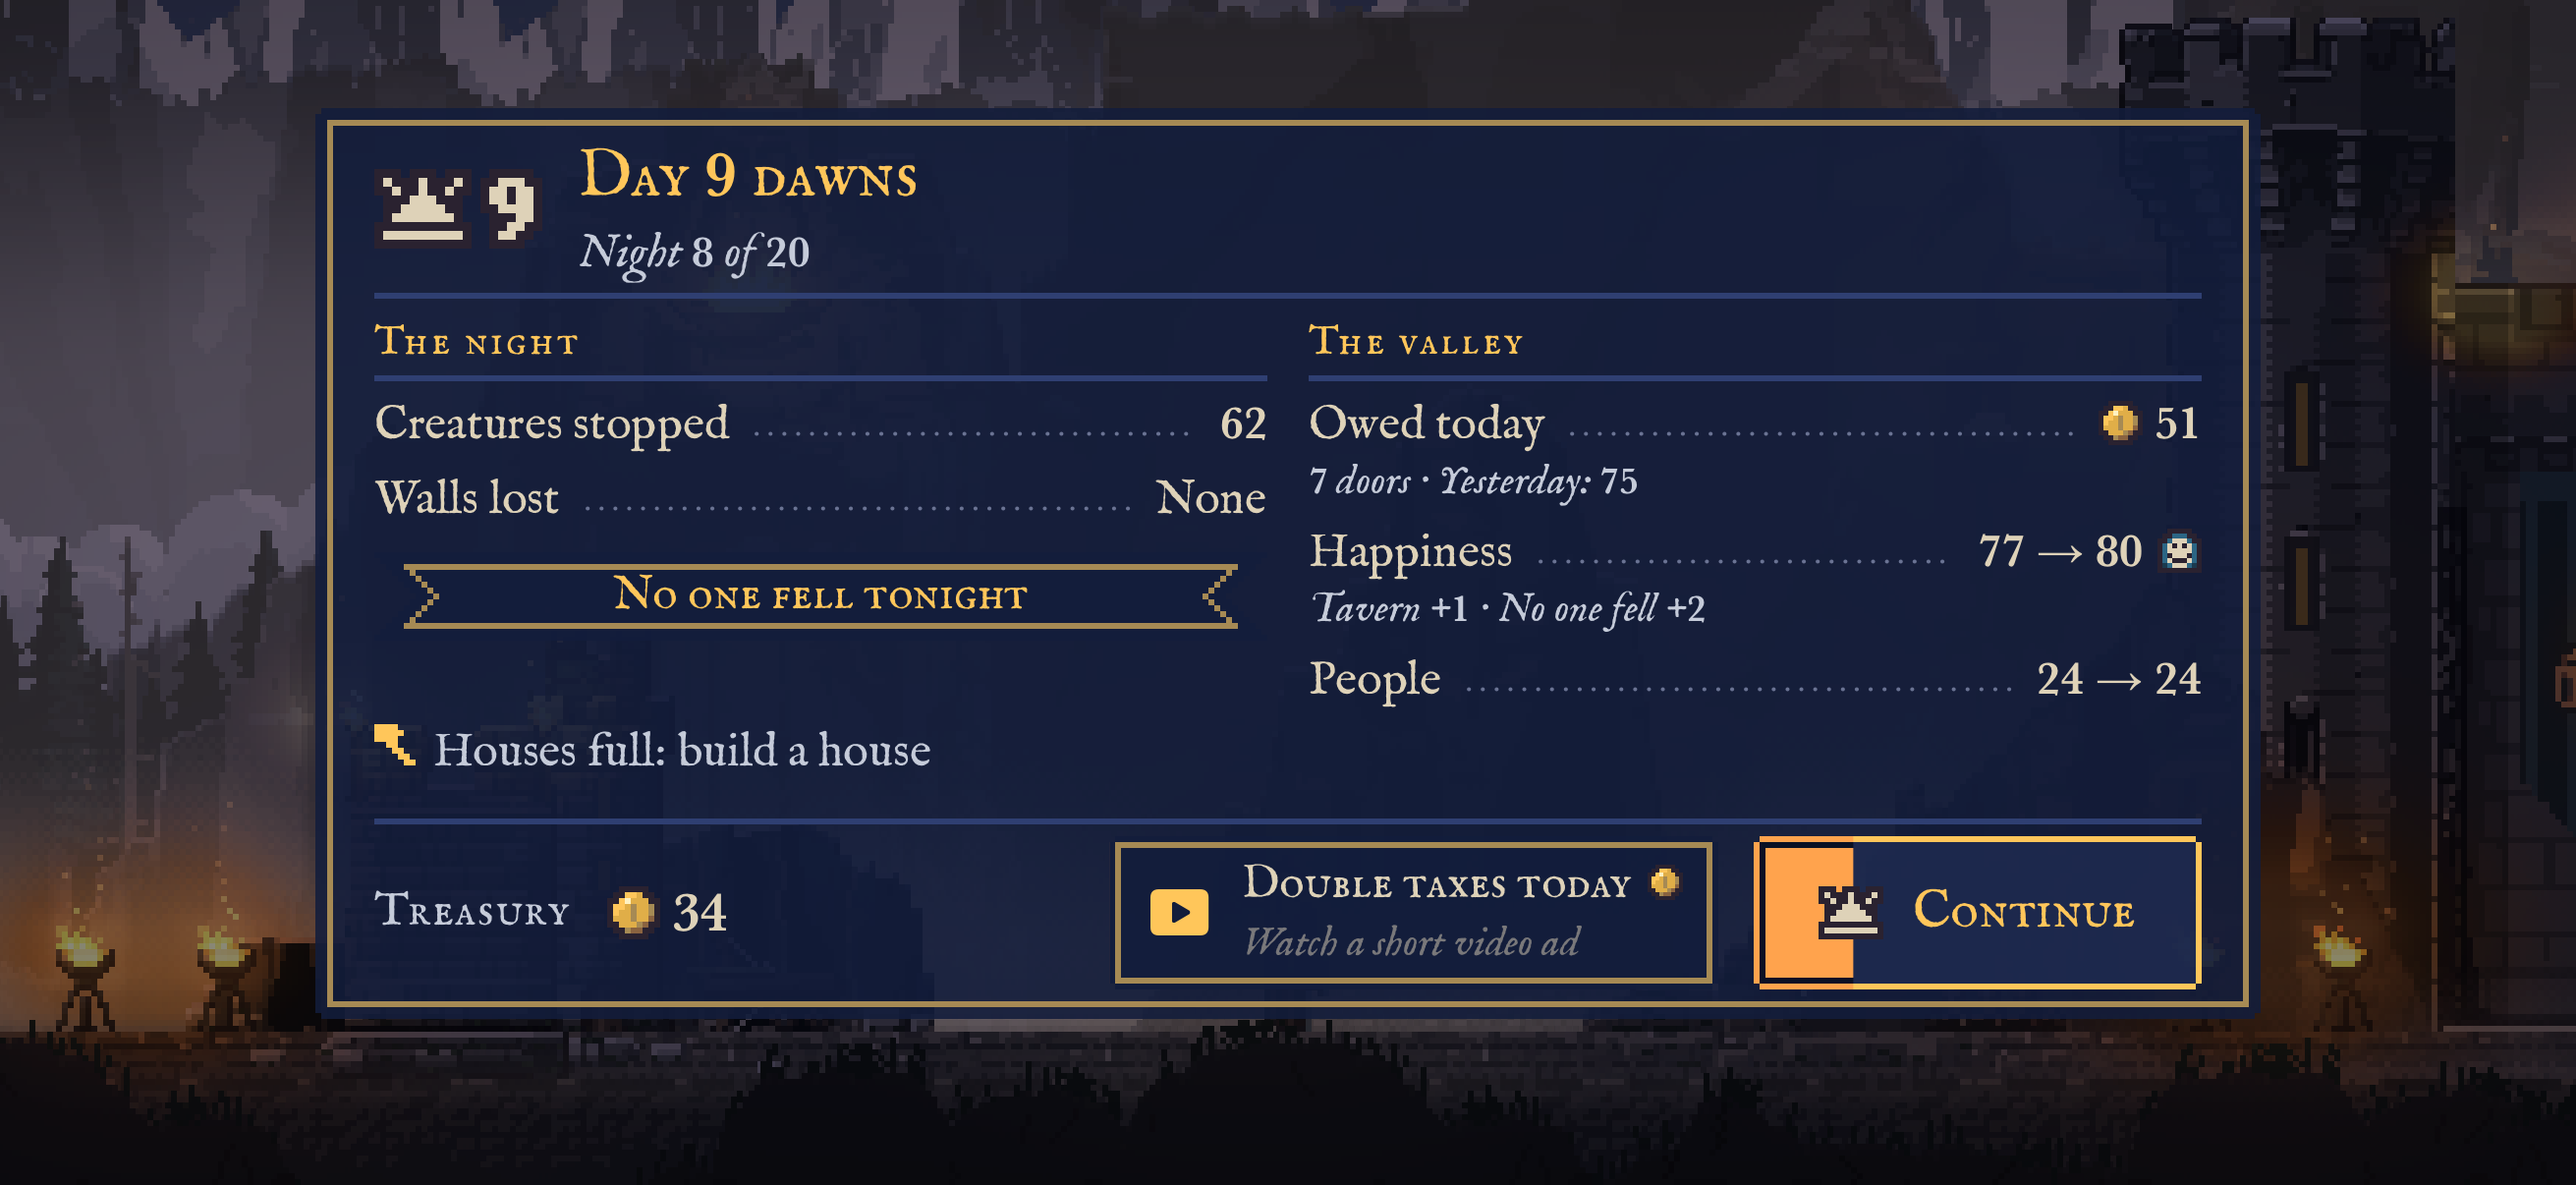 9
Day 9 dawns
Night 8 of 20
The night
Creatures stopped 62
Walls lost None
No one fell tonight
Houses full: build a house
The valley
Owed today 51
7 doors · Yesterday: 75
Happiness 77 → 80
Tavern +1 · No one fell +2
People 24 → 24
Treasury 34
Double taxes today
Watch a short video ad
Continue